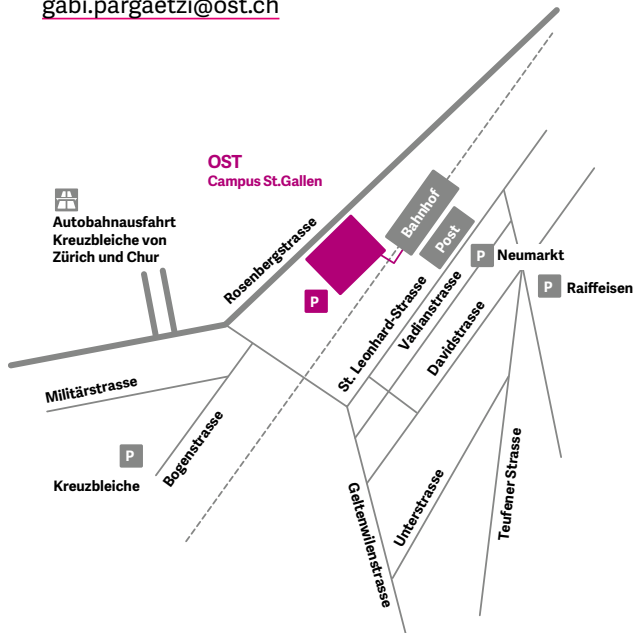 gabi.pargaetzi@ost.ch
OST
Campus St.Gallen
Autobahnausfahrt
Kreuzbleiche von
Zürich und Chur
Rosenbergstrasse
Bahnhof
Post
P
Neumarkt
P
Raiffeisen
P
St. Leonhard-Strasse
Vadianstrasse
Davidstrasse
Militärstrasse
Bogenstrasse
P
Kreuzbleiche
Geltenwilenstrasse
Unterstrasse
Teufener Strasse